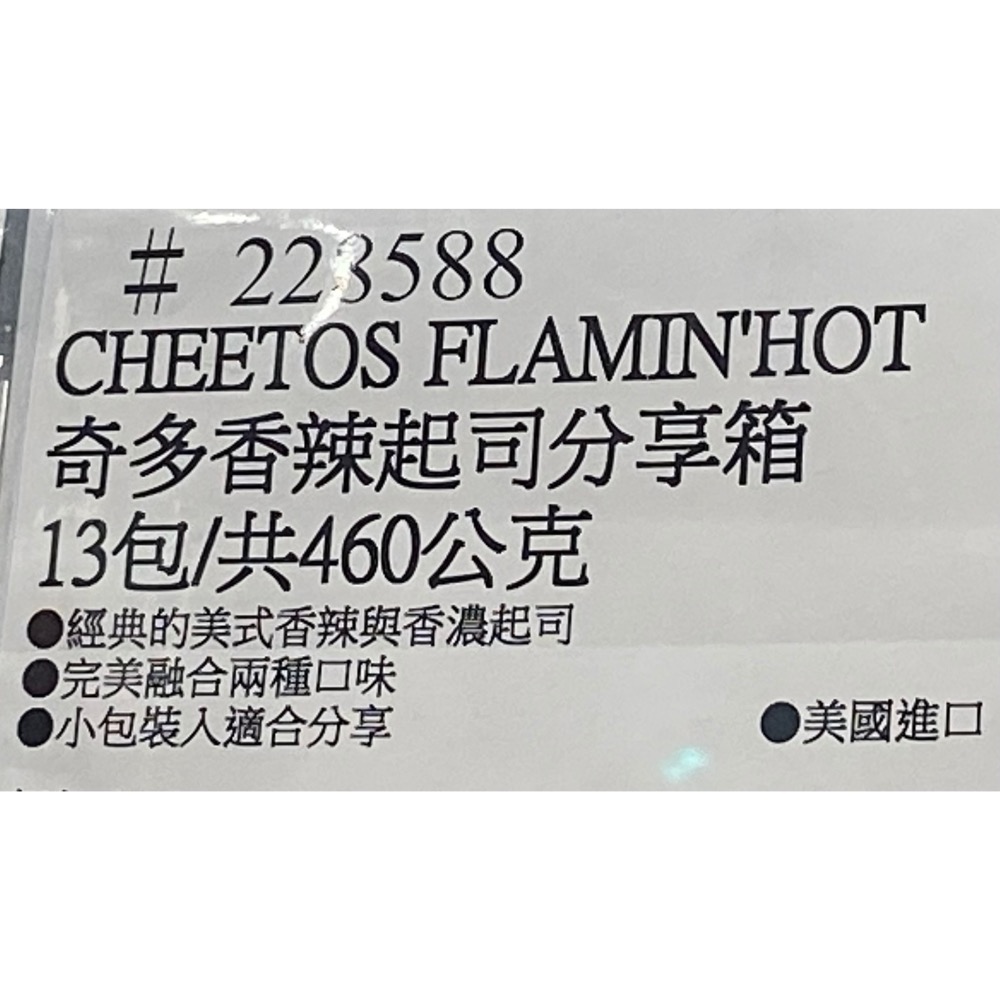 # 223588
CHEETOS FLAMIN'HOT
奇多香辣起司分享箱
13包/共460公克
●經典的美式香辣與香濃起司
●完美融合兩種口味
●小包裝入適合分享
●美國進口